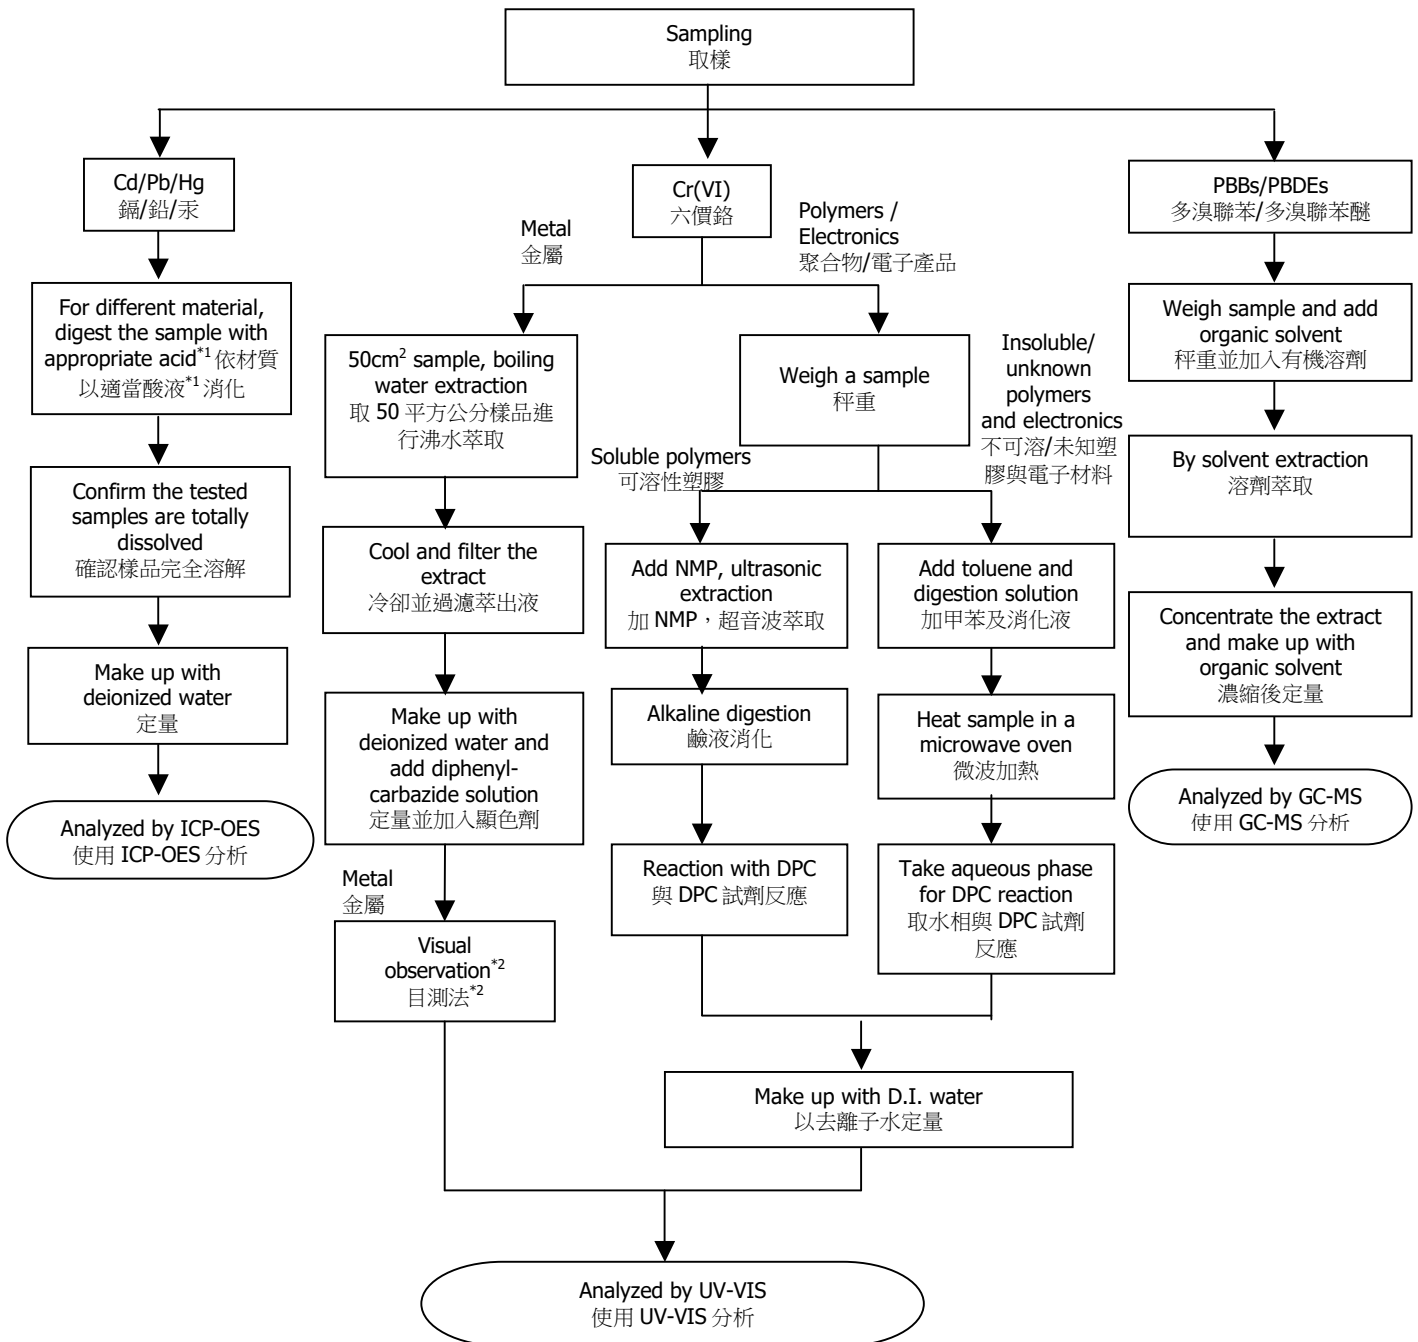 Sampling
取樣
Cd/Pb/Hg
鎘/鉛/汞
For different material,
digest the sample with
appropriate acid*1 依材質
以適當酸液*1 消化
Confirm the tested
samples are totally
dissolved
確認樣品完全溶解
Make up with
deionized water
定量
Analyzed by ICP-OES
使用 ICP-OES 分析
Cr(VI)
六價鉻
Metal
金屬
50cm2 sample, boiling
water extraction
取 50 平方公分樣品進
行沸水萃取
Cool and filter the
extract
冷卻並過濾萃出液
Make up with
deionized water and
add diphenyl-
carbazide solution
定量並加入顯色劑
Metal
金屬
Visual
observation*2
目測法*2
Polymers /
Electronics
聚合物/電子產品
Weigh a sample
秤重
Soluble polymers
可溶性塑膠
Add NMP, ultrasonic
extraction
加 NMP，超音波萃取
Alkaline digestion
鹼液消化
Reaction with DPC
與 DPC 試劑反應
Insoluble/
unknown
polymers
and electronics
不可溶/未知塑
膠與電子材料
Add toluene and
digestion solution
加甲苯及消化液
Heat sample in a
microwave oven
微波加熱
Take aqueous phase
for DPC reaction
取水相與 DPC 試劑
反應
Make up with D.I. water
以去離子水定量
Analyzed by UV-VIS
使用 UV-VIS 分析
PBBs/PBDEs
多溴聯苯/多溴聯苯醚
Weigh sample and add
organic solvent
秤重並加入有機溶劑
By solvent extraction
溶劑萃取
Concentrate the extract
and make up with
organic solvent
濃縮後定量
Analyzed by GC-MS
使用 GC-MS 分析